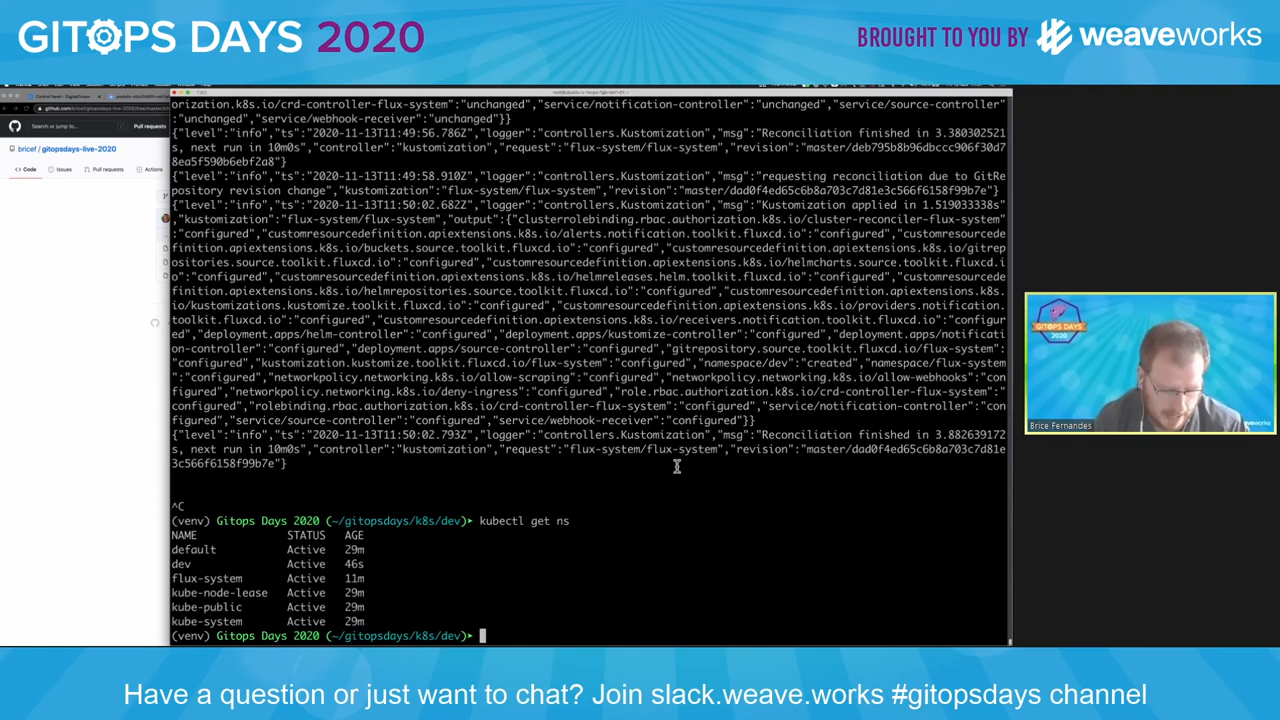 GITOPS DAYS 2020
BROUGHT TO YOU BY weaveworks
github.com/bricef/gitopsdays-live-2020/tree/master/k8s
Search or jump to...
Pull requests
bricef / gitopsdays-live-2020
Code Issues Pull requests Actions
orization.k8s.io/crd-controller-flux-system":"unchanged","service/notification-controller":"unchanged","service/source-controller"
:"unchanged","service/webhook-receiver":"unchanged"}}
{"level":"info","ts":"2020-11-13T11:49:56.786Z","logger":"controllers.Kustomization","msg":"Reconciliation finished in 3.380302521
s, next run in 10m0s","controller":"kustomization","request":"flux-system/flux-system","revision":"master/deb795b8b96dbccc906f30d7
8ea5f590b6ebf2a8"}
{"level":"info","ts":"2020-11-13T11:49:58.910Z","logger":"controllers.Kustomization","msg":"requesting reconciliation due to GitRe
pository revision change","kustomization":"flux-system/flux-system","revision":"master/dad0f4ed65c6b8a703c7d81e3c566f6158f99b7e"}
{"level":"info","ts":"2020-11-13T11:50:02.682Z","logger":"controllers.Kustomization","msg":"Kustomization applied in 1.519033338s"
,"kustomization":"flux-system/flux-system","output":{"clusterrolebinding.rbac.authorization.k8s.io/cluster-reconciler-flux-system"
:"configured","customresourcedefinition.apiextensions.k8s.io/alerts.notification.toolkit.fluxcd.io":"configured","customresourcede
finition.apiextensions.k8s.io/buckets.source.toolkit.fluxcd.io":"configured","customresourcedefinition.apiextensions.k8s.io/gitrep
ositories.source.toolkit.fluxcd.io":"configured","customresourcedefinition.apiextensions.k8s.io/helmcharts.source.toolkit.fluxcd.i
o":"configured","customresourcedefinition.apiextensions.k8s.io/helmreleases.helm.toolkit.fluxcd.io":"configured","customresourcede
finition.apiextensions.k8s.io/helmrepositories.source.toolkit.fluxcd.io":"configured","customresourcedefinition.apiextensions.k8s.
io/kustomizations.kustomize.toolkit.fluxcd.io":"configured","customresourcedefinition.apiextensions.k8s.io/providers.notification.
toolkit.fluxcd.io":"configured","customresourcedefinition.apiextensions.k8s.io/receivers.notification.toolkit.fluxcd.io":"configur
ed","deployment.apps/helm-controller":"configured","deployment.apps/kustomize-controller":"configured","deployment.apps/notificati
on-controller":"configured","deployment.apps/source-controller":"configured","gitrepository.source.toolkit.fluxcd.io/flux-system":
"configured","kustomization.kustomize.toolkit.fluxcd.io/flux-system":"configured","namespace/dev":"created","namespace/flux-system
":"configured","networkpolicy.networking.k8s.io/allow-scraping":"configured","networkpolicy.networking.k8s.io/allow-webhooks":"con
figured","networkpolicy.networking.k8s.io/deny-ingress":"configured","role.rbac.authorization.k8s.io/crd-controller-flux-system":"
configured","rolebinding.rbac.authorization.k8s.io/crd-controller-flux-system":"configured","service/notification-controller":"con
figured","service/source-controller":"configured","service/webhook-receiver":"configured"}}
{"level":"info","ts":"2020-11-13T11:50:02.793Z","logger":"controllers.Kustomization","msg":"Reconciliation finished in 3.882639172
s, next run in 10m0s","controller":"kustomization","request":"flux-system/flux-system","revision":"master/dad0f4ed65c6b8a703c7d81e
3c566f6158f99b7e"}
^C
(venv) Gitops Days 2020 (~/gitopsdays/k8s/dev)➤ kubectl get ns
NAME STATUS AGE
default Active 29m
dev Active 46s
flux-system Active 11m
kube-node-lease Active 29m
kube-public Active 29m
kube-system Active 29m
(venv) Gitops Days 2020 (~/gitopsdays/k8s/dev)➤
GITOPS DAYS
2020
Brice Fernandes
Have a question or just want to chat? Join slack.weave.works #gitopsdays channel